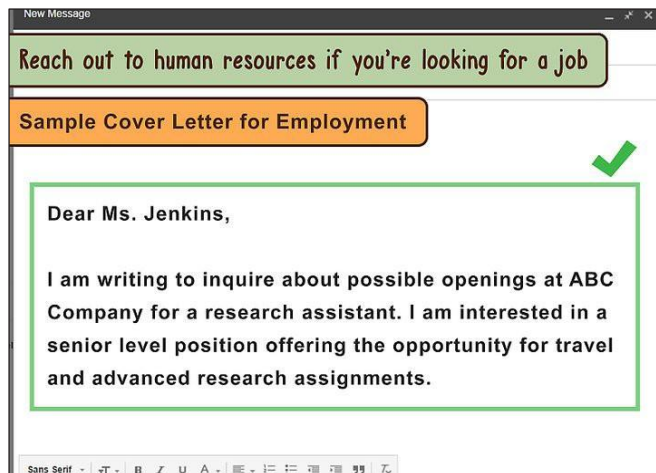 New Message
Reach out to human resources if you're looking for a job
Sample Cover Letter for Employment
Dear Ms. Jenkins,
I am writing to inquire about possible openings at ABC
Company for a research assistant. I am interested in a
senior level position offering the opportunity for travel
and advanced research assignments.
Sans Serif